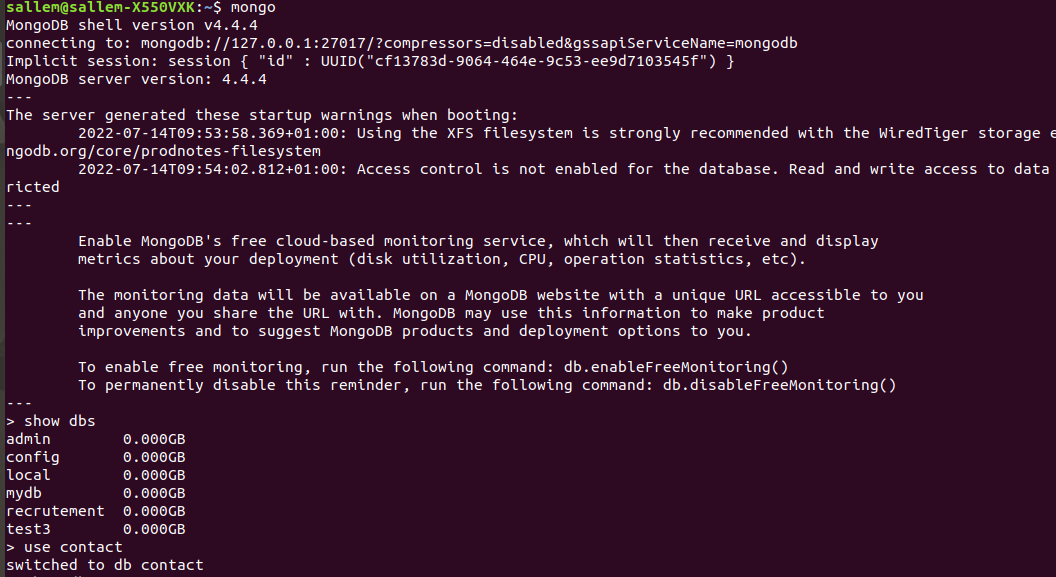 sallem@sallem-X550VXK:~$ mongo
MongoDB shell version v4.4.4
connecting to: mongodb://127.0.0.1:27017/?compressors=disabled&gssapiServiceName=mongodb
Implicit session: session { "id" : UUID("cf13783d-9064-464e-9c53-ee9d7103545f") }
MongoDB server version: 4.4.4
---
The server generated these startup warnings when booting:
        2022-07-14T09:53:58.369+01:00: Using the XFS filesystem is strongly recommended with the WiredTiger storage e
ngodb.org/core/prodnotes-filesystem
        2022-07-14T09:54:02.812+01:00: Access control is not enabled for the database. Read and write access to data
ricted
---
---
        Enable MongoDB's free cloud-based monitoring service, which will then receive and display
        metrics about your deployment (disk utilization, CPU, operation statistics, etc).

        The monitoring data will be available on a MongoDB website with a unique URL accessible to you
        and anyone you share the URL with. MongoDB may use this information to make product
        improvements and to suggest MongoDB products and deployment options to you.

        To enable free monitoring, run the following command: db.enableFreeMonitoring()
        To permanently disable this reminder, run the following command: db.disableFreeMonitoring()
---
> show dbs
admin        0.000GB
config       0.000GB
local        0.000GB
mydb         0.000GB
recrutement  0.000GB
test3        0.000GB
> use contact
switched to db contact